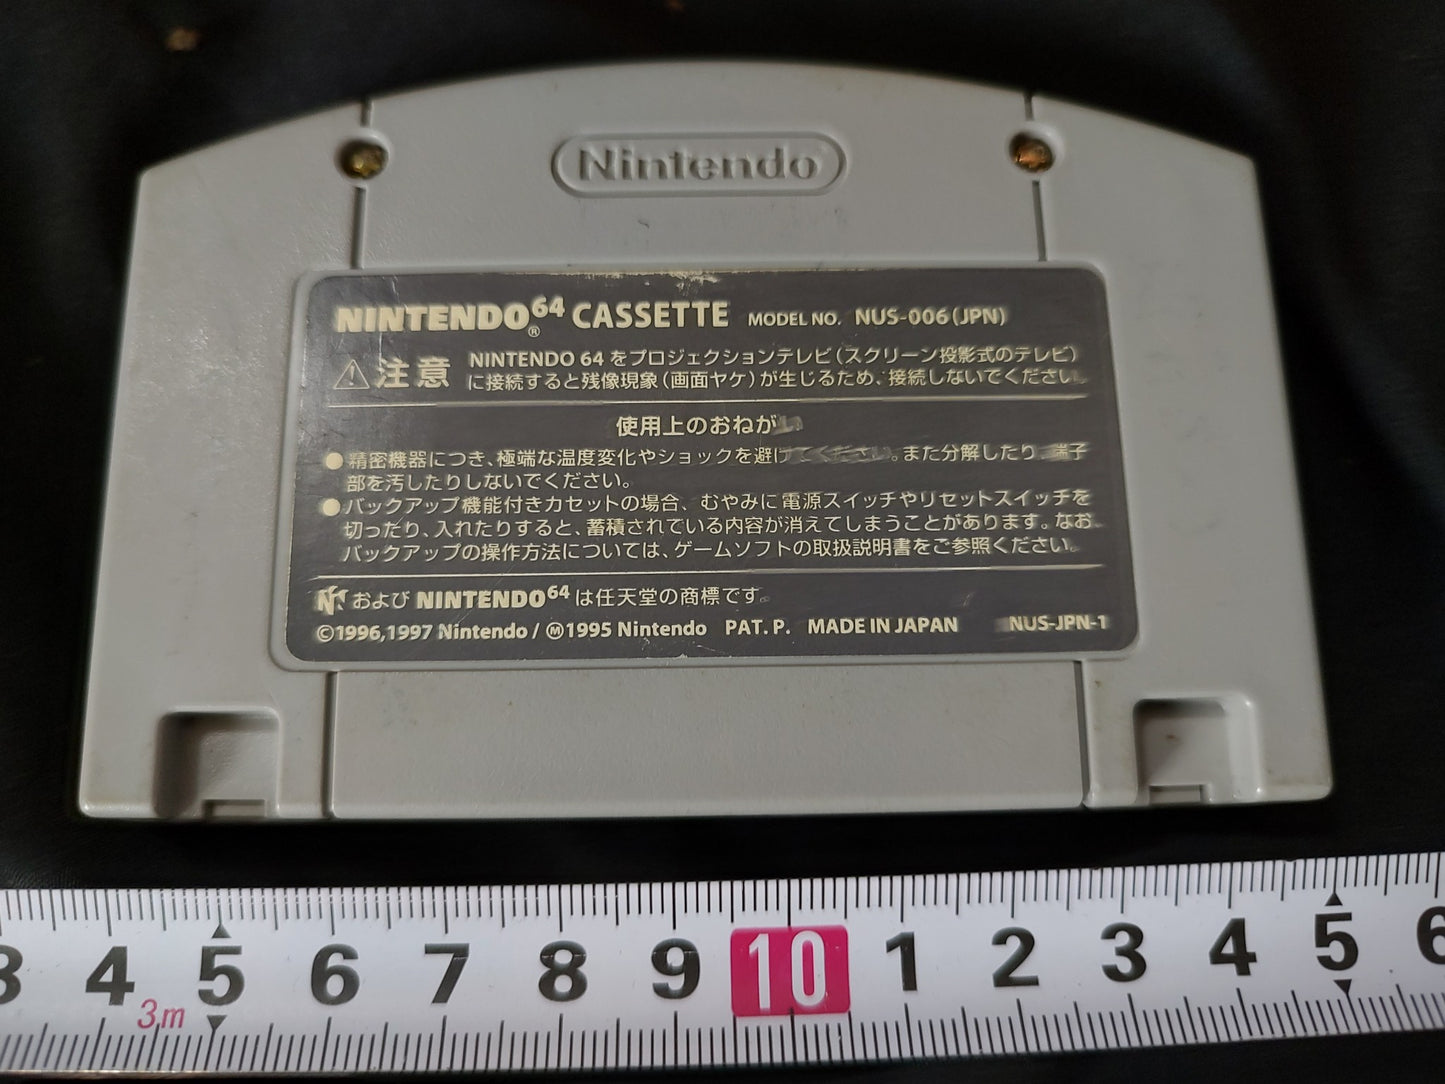 Nintendo
NINTENDO64® CASSETTE MODEL NO. NUS-006(JPN)
⚠注意 NINTENDO 64 をプロジェクションテレビ(スクリーン投影式のテレビ)
に接続すると残像現象(画面ヤケ)が生じるため、接続しないでください。
使用上のおねがい
●精密機器につき、極端な温度変化やショックを避けてください。また分解したり、端子
部を汚したりしないでください。
●バックアップ機能付きカセットの場合、むやみに電源スイッチやリセットスイッチを
切ったり、入れたりすると、蓄積されている内容が消えてしまうことがあります。なお、
バックアップの操作方法については、ゲームソフトの取扱説明書をご参照ください。
および NINTENDO64 は任天堂の商標です。
©1996,1997 Nintendo / Ⓜ1995 Nintendo PAT. P. MADE IN JAPAN NUS-JPN-1
3 4 5 6 7 8 9 10 1 2 3 4 5 6
3m